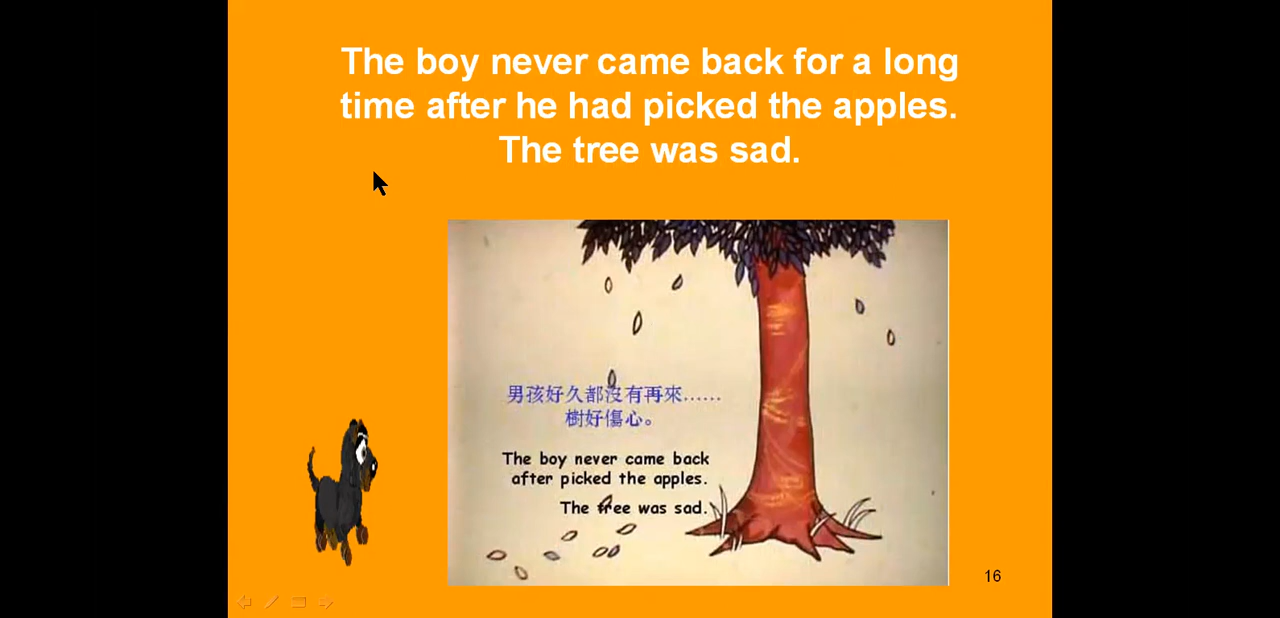 The boy never came back for a long
time after he had picked the apples.
The tree was sad.
男孩好久都沒有再來……
樹好傷心。
The boy never came back
after picked the apples.
The tree was sad.
16